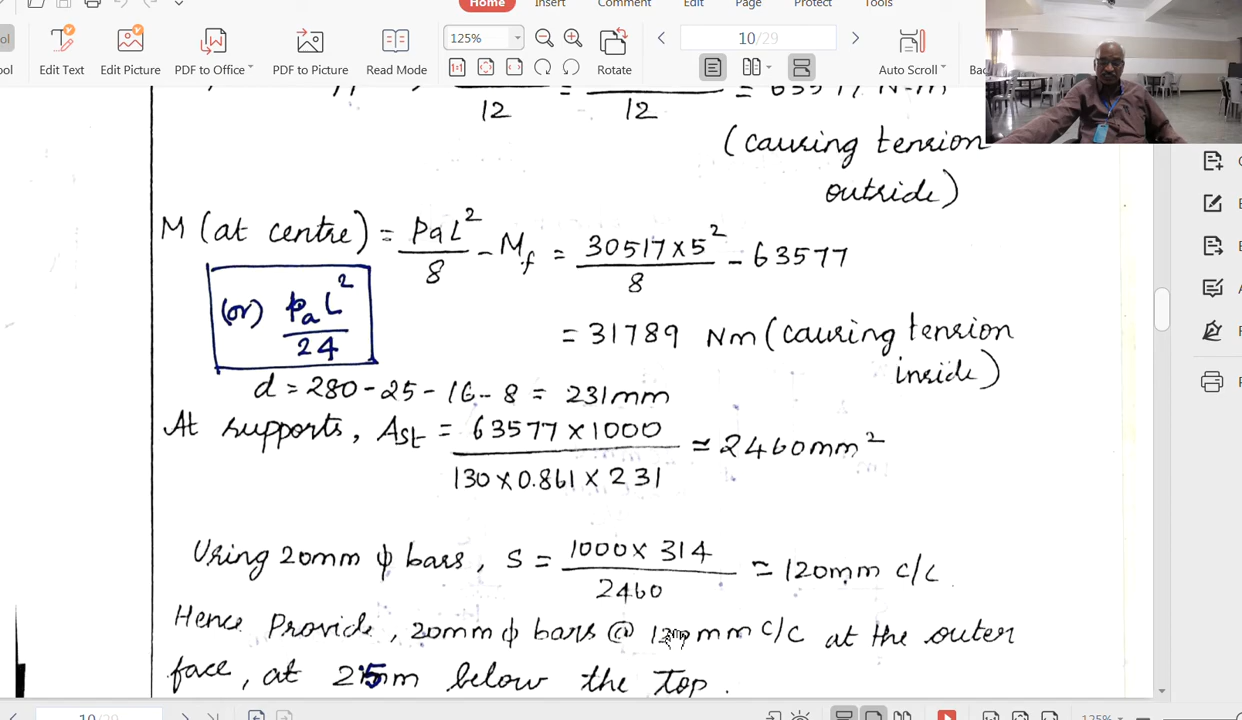 Home Insert Comment Edit Page Protect Tools
125% 10/29
Edit Text Edit Picture PDF to Office PDF to Picture Read Mode Rotate Auto Scroll
12 = 12 = 63577 N-m
(causing tension
outside)
M (at centre) = PaL²/8 - Mf = 30517×5²/8 - 63577
(or) PaL²/24
= 31789 Nm (causing tension
inside)
d = 280 - 25 - 16 - 8 = 231mm
At supports, Ast = 63577×1000/130×0.861×231 ≃ 2460mm²
Using 20mm ϕ bars, S = 1000×314/2460 ≃ 120mm c/c
Hence Provide, 20mm ϕ bars @ mm c/c at the outer
face, at below the top.
10/29 125%